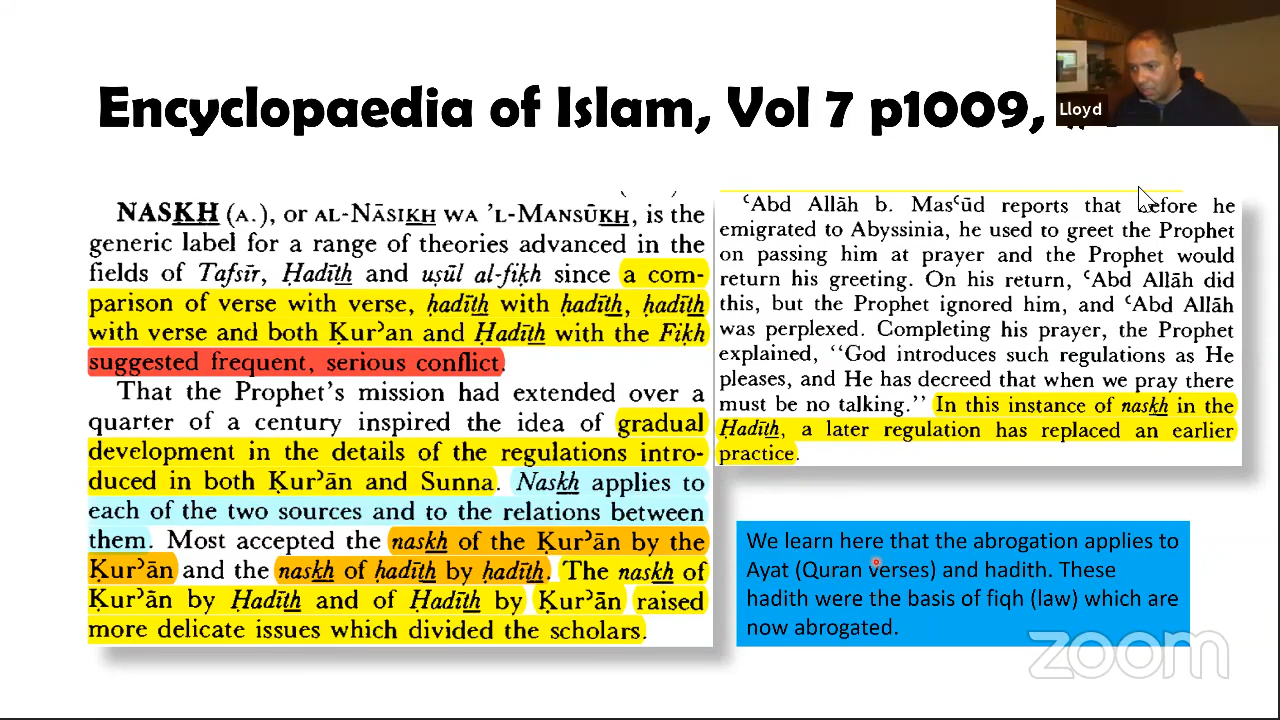 Encyclopaedia of Islam, Vol 7 p1009,
Lloyd
NASKH (A.), or AL-NĀSIKH WA 'L-MANSŪKH, is the
generic label for a range of theories advanced in the
fields of Tafsīr, Ḥadīth and uṣūl al-fiḳh since a com-
parison of verse with verse, ḥadīth with ḥadīth, ḥadīth
with verse and both Ḳurʾan and Ḥadīth with the Fiḳh
suggested frequent, serious conflict.
That the Prophet's mission had extended over a
quarter of a century inspired the idea of gradual
development in the details of the regulations intro-
duced in both Ḳurʾān and Sunna. Naskh applies to
each of the two sources and to the relations between
them. Most accepted the naskh of the Ḳurʾān by the
Ḳurʾān and the naskh of ḥadīth by ḥadīth. The naskh of
Ḳurʾān by Ḥadīth and of Ḥadīth by Ḳurʾān raised
more delicate issues which divided the scholars.
ʿAbd Allāh b. Masʿūd reports that before he
emigrated to Abyssinia, he used to greet the Prophet
on passing him at prayer and the Prophet would
return his greeting. On his return, ʿAbd Allāh did
this, but the Prophet ignored him, and ʿAbd Allāh
was perplexed. Completing his prayer, the Prophet
explained, "God introduces such regulations as He
pleases, and He has decreed that when we pray there
must be no talking." In this instance of naskh in the
Ḥadīth, a later regulation has replaced an earlier
practice.
We learn here that the abrogation applies to
Ayat (Quran verses) and hadith. These
hadith were the basis of fiqh (law) which are
now abrogated.
zoom